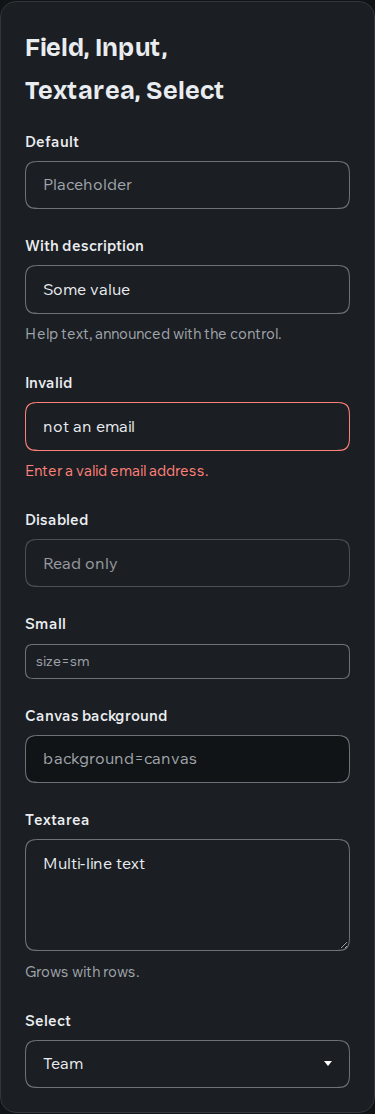 Field, Input,
Textarea, Select
Default
Placeholder
With description
Some value
Help text, announced with the control.
Invalid
not an email
Enter a valid email address.
Disabled
Read only
Small
size=sm
Canvas background
background=canvas
Textarea
Multi-line text
Grows with rows.
Select
Team